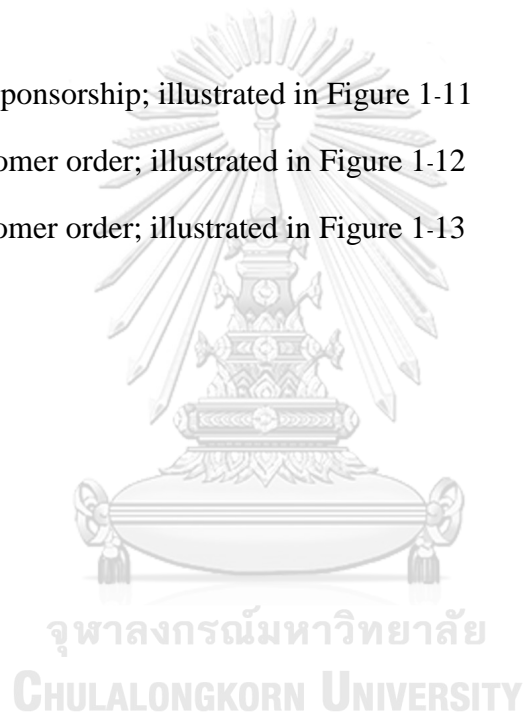 ponsorship; illustrated in Figure 1-11
omer order; illustrated in Figure 1-12
omer order; illustrated in Figure 1-13
จุฬาลงกรณ์มหาวิทยาลัย
CHULALONGKORN UNIVERSITY